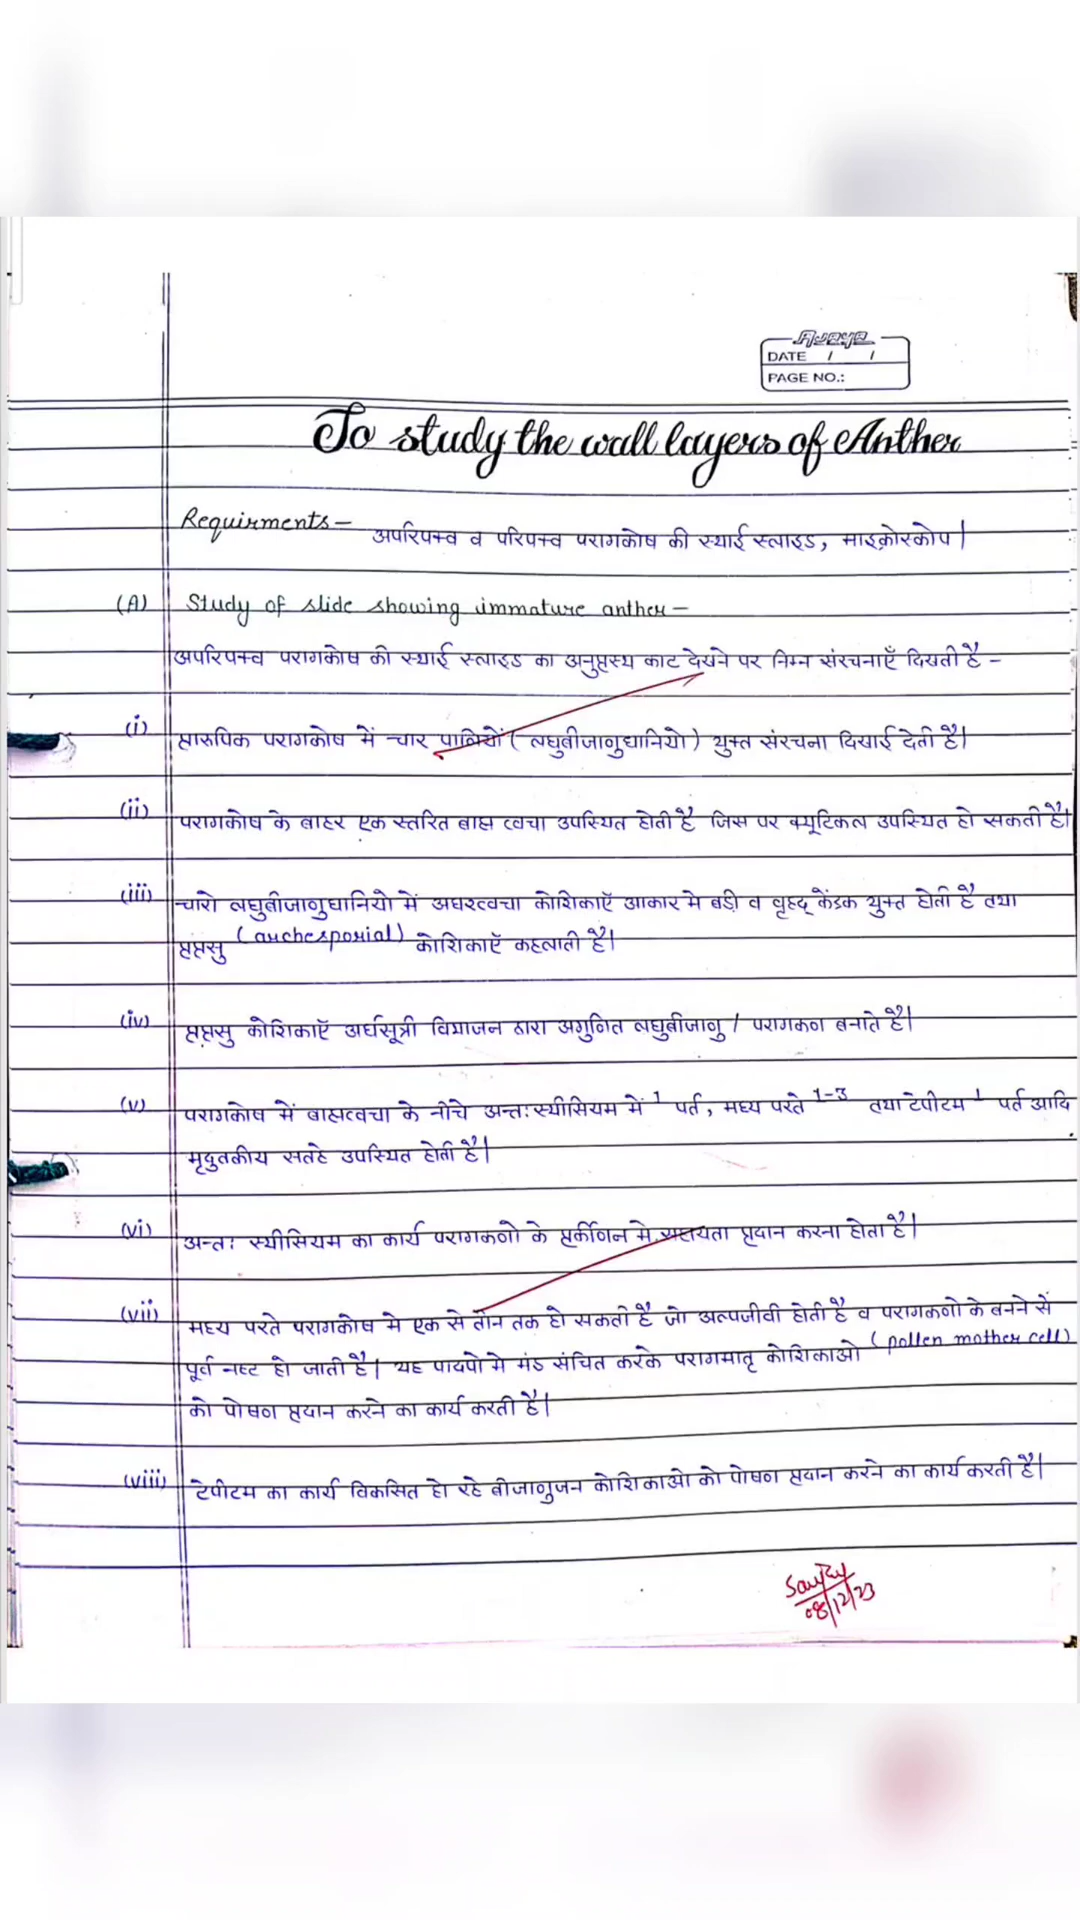 Ajaya
DATE / /
PAGE NO.:
To study the wall layers of Anther
Requirments – अपरिपक्व व परिपक्व परागकोष की स्थाई स्लाइड, माइक्रोस्कोप।
(A) Study of slide showing immature anther –
अपरिपक्व परागकोष की स्थाई स्लाइड का अनुप्रस्थ काट देखने पर निम्न संरचनाएँ दिखती है –
(i) प्रारुपिक परागकोष में चार पालियों (लघुबीजाणुधानियो) युक्त संरचना दिखाई देती है।
(ii) परागकोष के बाहर एक स्तरित बाह्य त्वचा उपस्थित होती है जिस पर क्यूटिकल उपस्थित हो सकती है।
(iii) चारो लघुबीजाणुधानियो में अधरत्वचा कोशिकाएँ आकार मे बड़ी व वृहद् केंद्रक युक्त होती है तथा
प्रप्रसु (archesporial) कोशिकाएँ कहलाती है।
(iv) प्रप्रसु कोशिकाएँ अर्धसूत्री विभाजन द्वारा अगुणित लघुबीजाणु / परागकण बनाते है।
(v) परागकोष में बाह्यत्वचा के नीचे अन्तः स्थीसियम में 1 पर्त, मध्य परते 1-3 तथा टेपीटम 1 पर्त आदि
मृदुतकीय सतहे उपस्थित होती है।
(vi) अन्तः स्थीसियम का कार्य परागकणो के प्रर्कीणन मे सहायता प्रदान करना होता है।
(vii) मध्य परते परागकोष मे एक से तीन तक हो सकती है जो अल्पजीवी होती है व परागकणो के बनने से
पूर्व नष्ट हो जाती है। यह पादपो मे मंड संचित करके परागमातृ कोशिकाओ (pollen mother cell)
को पोषण प्रदान करने का कार्य करती है।
(viii) टेपीटम का कार्य विकसित हो रहे बीजाणुजन कोशिकाओ को पोषण प्रदान करने का कार्य करती है।
08/12/23